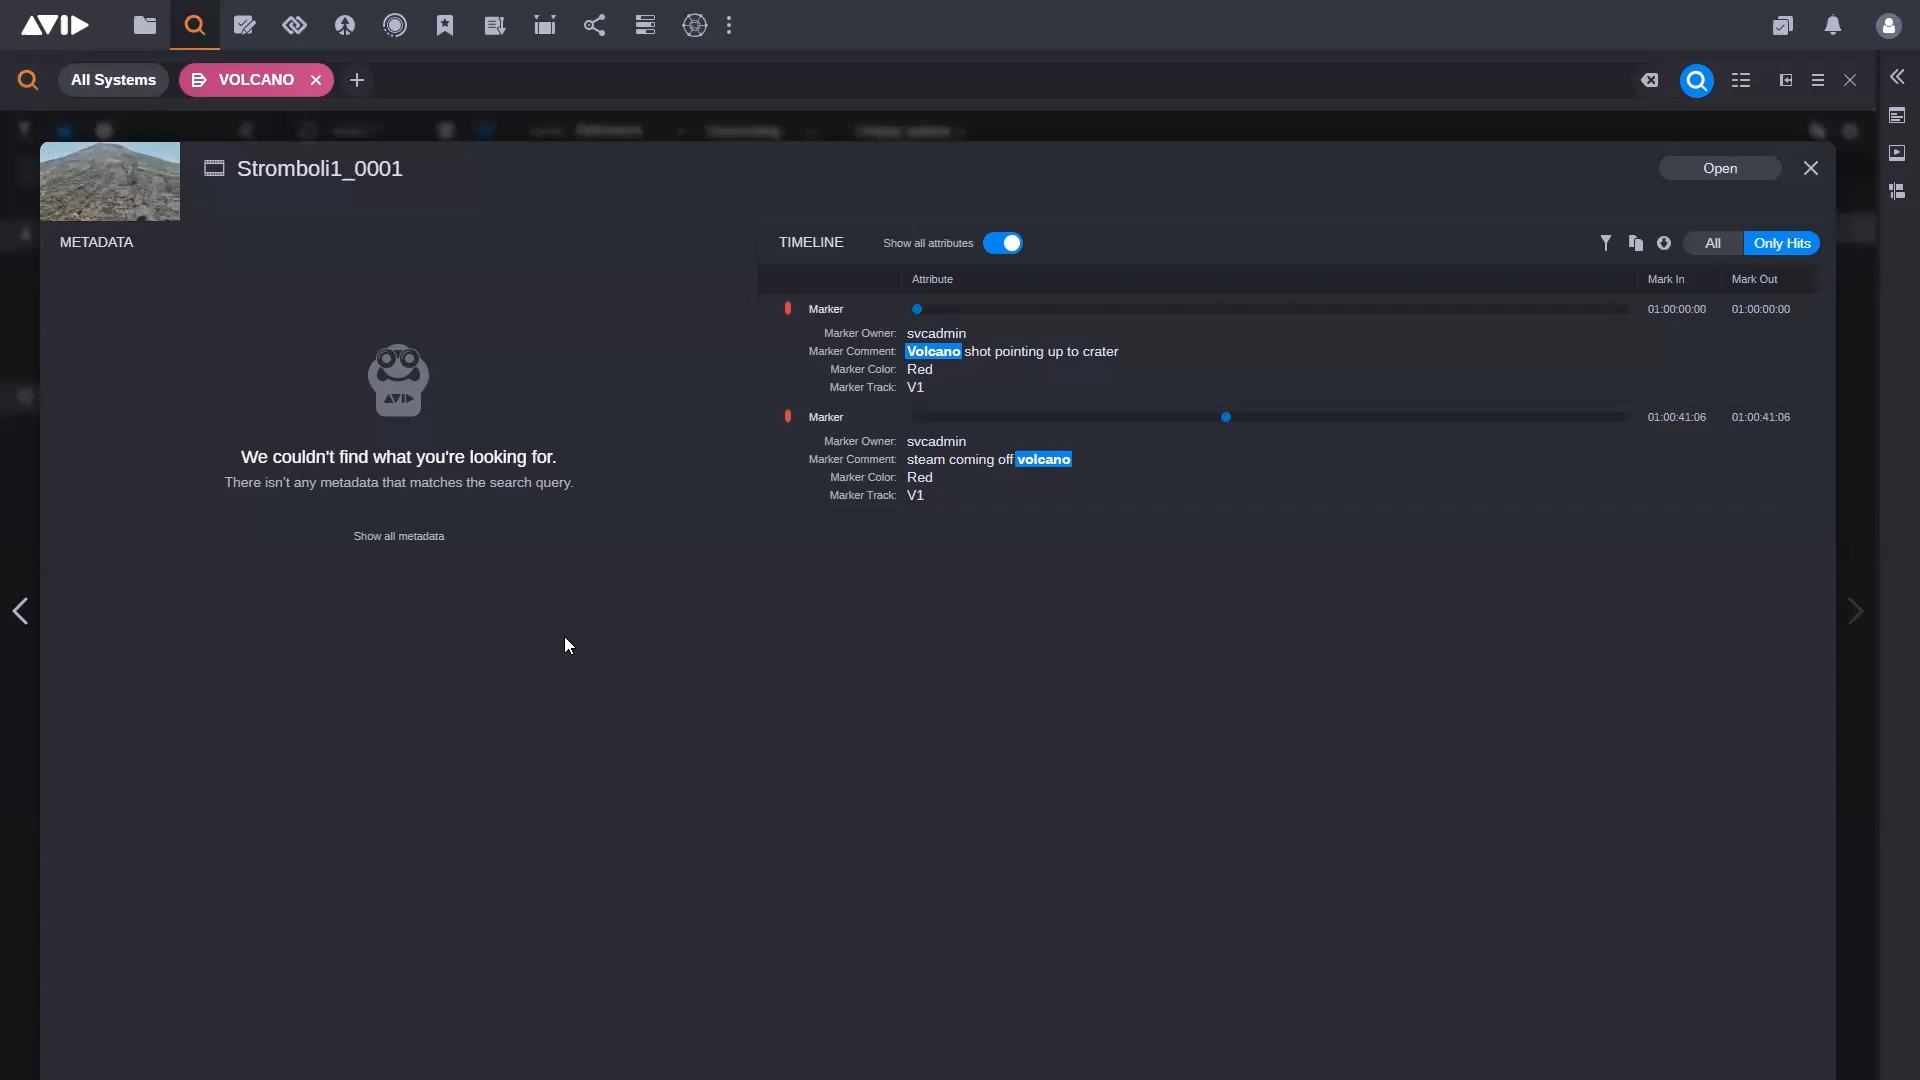 AVID
All Systems
VOLCANO
Stromboli1_0001
Open
METADATA
TIMELINE
Show all attributes
All
Only Hits
Attribute
Mark In
Mark Out
Marker
01:00:00:00
01:00:00:00
Marker Owner: svcadmin
Marker Comment: Volcano shot pointing up to crater
Marker Color: Red
Marker Track: V1
Marker
01:00:41:06
01:00:41:06
Marker Owner: svcadmin
Marker Comment: steam coming off volcano
Marker Color: Red
Marker Track: V1
AVID
We couldn't find what you're looking for.
There isn't any metadata that matches the search query.
Show all metadata